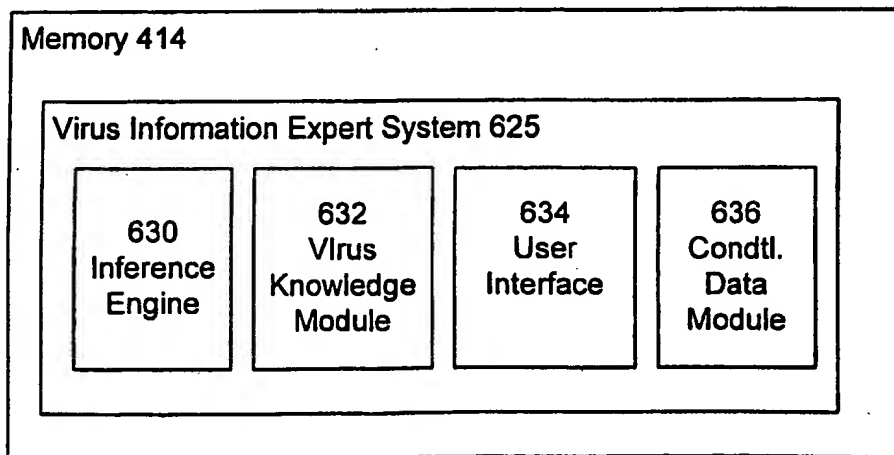 Memory 414
Virus Information Expert System 625
630
Inference
Engine
632
VIrus
Knowledge
Module
634
User
Interface
636
Condtl.
Data
Module